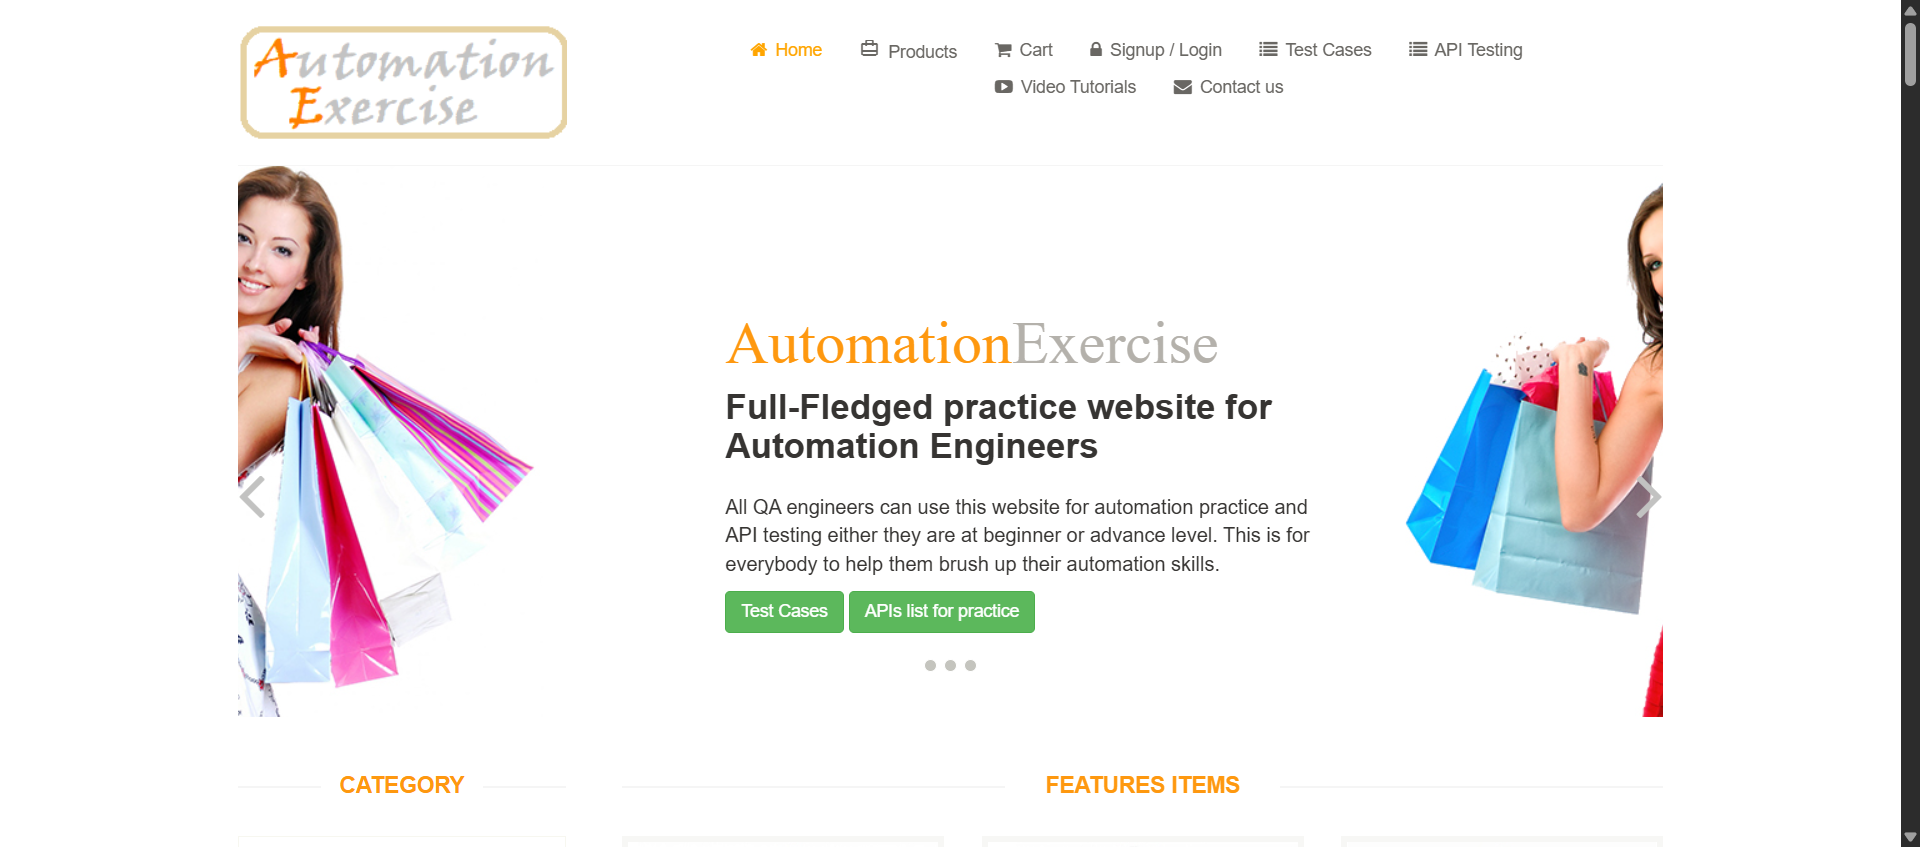 Automation
Exercise
Home
Products
Cart
Signup / Login
Test Cases
API Testing
Video Tutorials
Contact us
AutomationExercise
Full-Fledged practice website for
Automation Engineers
All QA engineers can use this website for automation practice and
API testing either they are at beginner or advance level. This is for
everybody to help them brush up their automation skills.
Test Cases
APIs list for practice
CATEGORY
FEATURES ITEMS